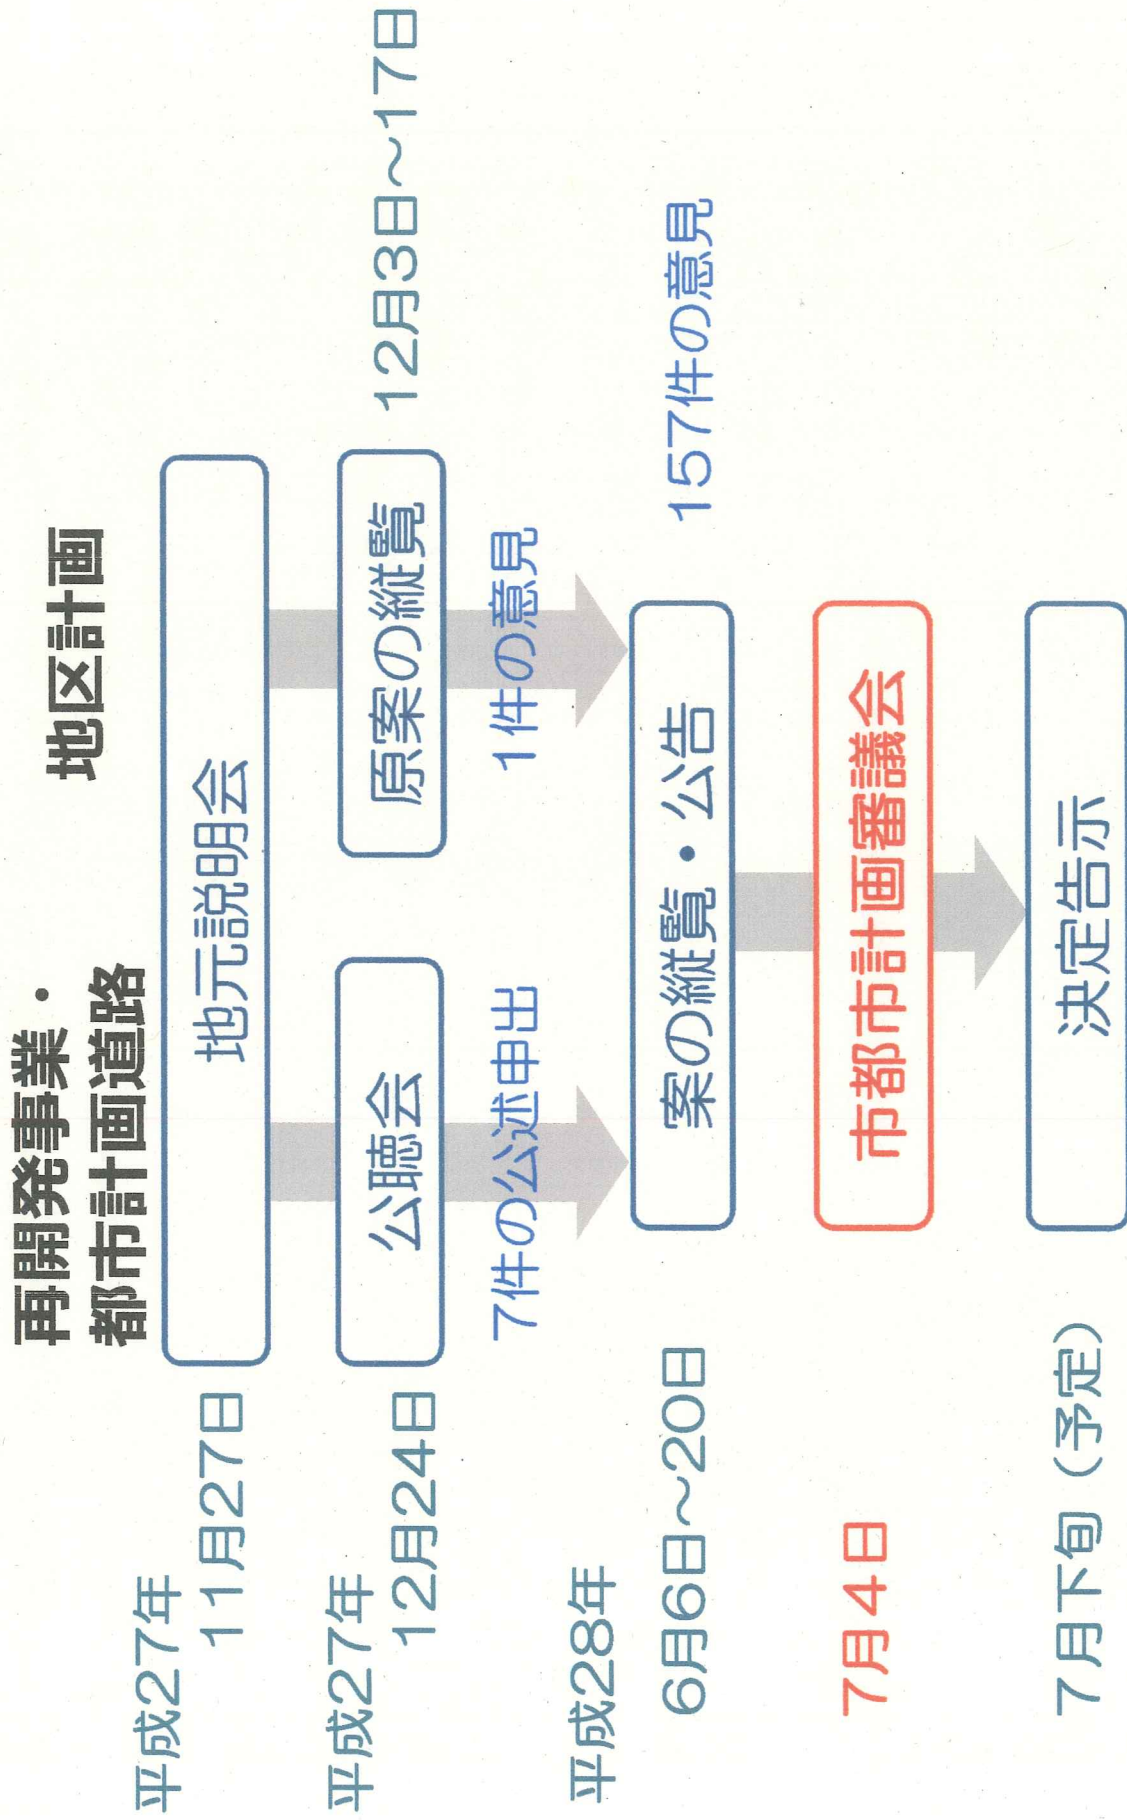 再開発事業・
都市計画道路
地区計画
平成27年
11月27日
地元説明会
平成27年
12月24日
公聴会
原案の縦覧
12月3日～17日
7件の公述申出
1件の意見
平成28年
6月6日～20日
案の縦覧・公告
157件の意見
7月4日
市都市計画審議会
7月下旬（予定）
決定告示